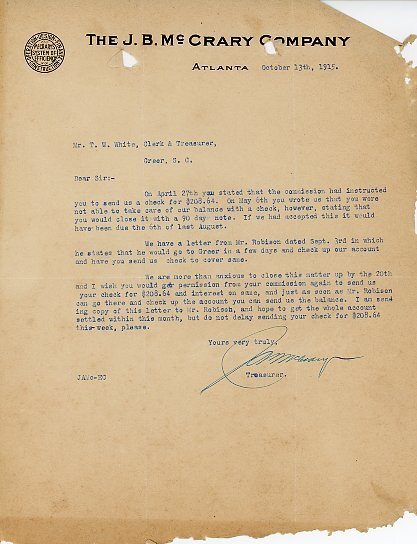 McCRARY'S
SYSTEM OF
EFFICIENCY
THE J. B. McCRARY COMPANY
ATLANTA October 13th, 1915.
Mr. T. W. White, Clerk & Treasurer,
Greer, S. C.
Dear Sir:-
On April 27th you stated that the commission had instructed
you to send us a check for $208.64. On May 6th you wrote us that you were
not able to take care of our balance with a check, however, stating that
you would close it with a 90 day note. If we had accepted this it would
have been due the 6th of last August.
We have a letter from Mr. Robison dated Sept. 3rd in which
he states that he would go to Greer in a few days and check up our account
and have you send us check to cover same.
We are more than anxious to close this matter up by the 20th
and I wish you would get permission from your commission again to send us
your check for $208.64 and interest on same, and just as soon as Mr. Robison
can go there and check up the account you can send us the balance. I am send
ing copy of this letter to Mr. Robison, and hope to get the whole account
settled within this month, but do not delay sending your check for $208.64
this week, please.
Yours very truly,
Treasurer.
JAMc-EC